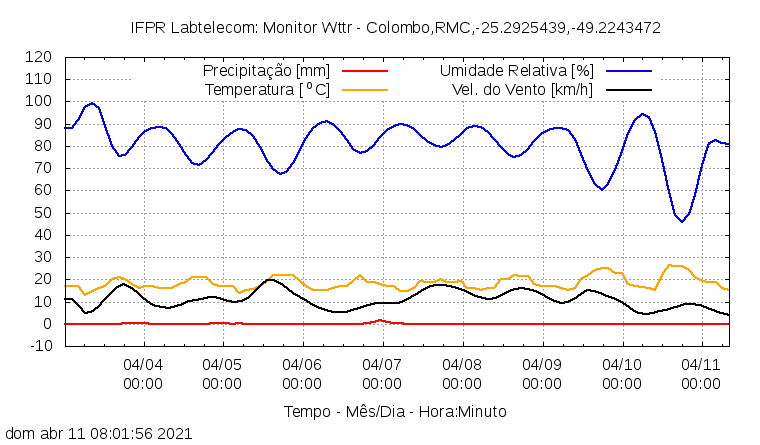 IFPR Labtelecom: Monitor Wttr - Colombo,RMC,-25.2925439,-49.2243472
Precipitação [mm] Umidade Relativa [%]
Temperatura [⁰C] Vel. do Vento [km/h]
120
110
100
90
80
70
60
50
40
30
20
10
0
-10
04/04 04/05 04/06 04/07 04/08 04/09 04/10 04/11
00:00 00:00 00:00 00:00 00:00 00:00 00:00 00:00
Tempo - Mês/Dia - Hora:Minuto
dom abr 11 08:01:56 2021